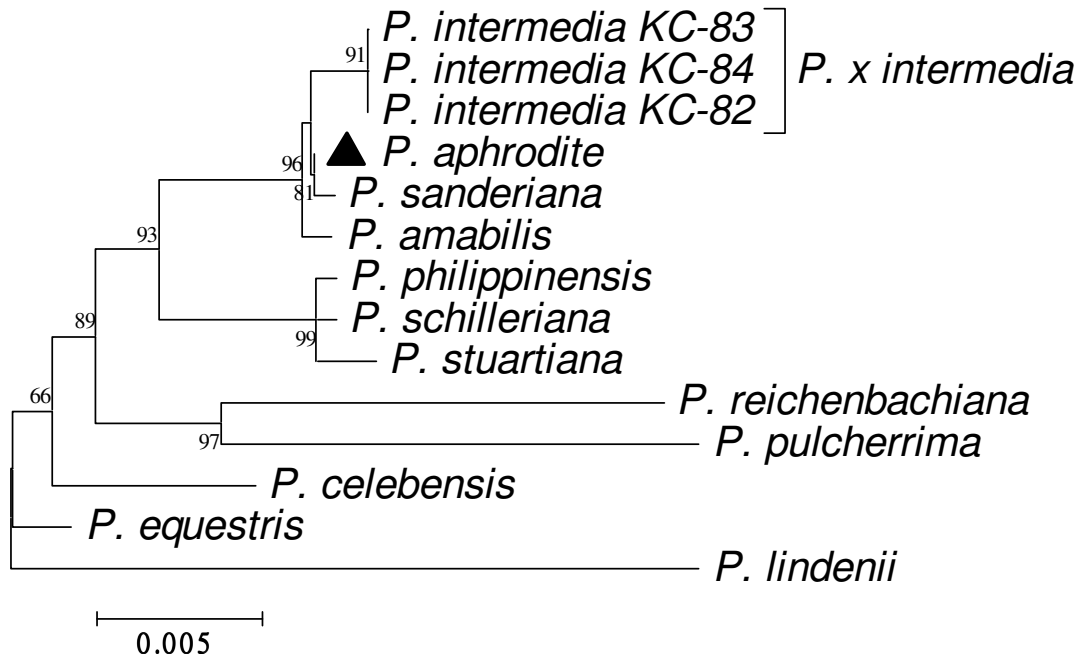 P. intermedia KC-83
91
P. intermedia KC-84
P. x intermedia
P. intermedia KC-82
P. aphrodite
96
81
P. sanderiana
93
P. amabilis
P. philippinensis
P. schilleriana
89
99
P. stuartiana
66
P. reichenbachiana
97
P. pulcherrima
P. celebensis
P. equestris
P. lindenii
0.005